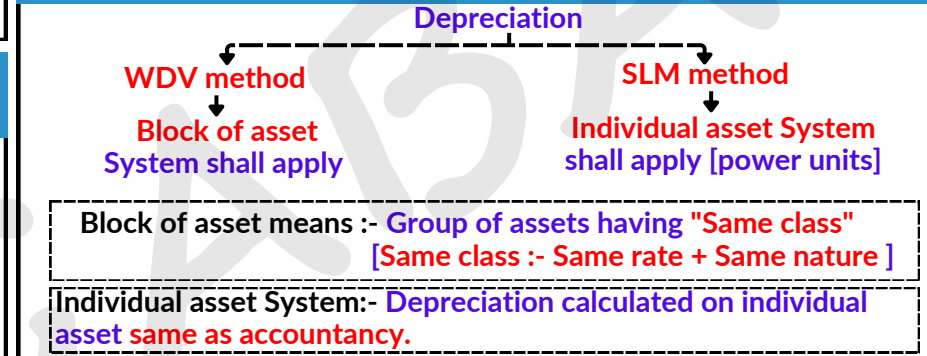 Depreciation
WDV method
SLM method
Block of asset
System shall apply
Individual asset System
shall apply [power units]
Block of asset means :- Group of assets having "Same class"
[Same class :- Same rate + Same nature ]
Individual asset System:- Depreciation calculated on individual
asset same as accountancy.